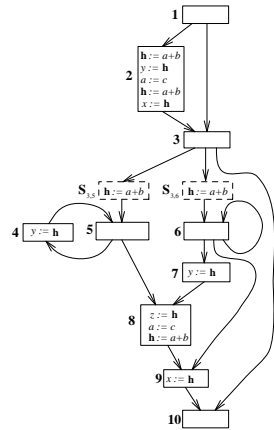 1
2
h := a+b
y := h
a := c
h := a+b
x := h
3
S3,5 h := a+b
S3,6 h := a+b
4 y := h
5
6
7 y := h
8
z := h
a := c
h := a+b
9 x := h
10